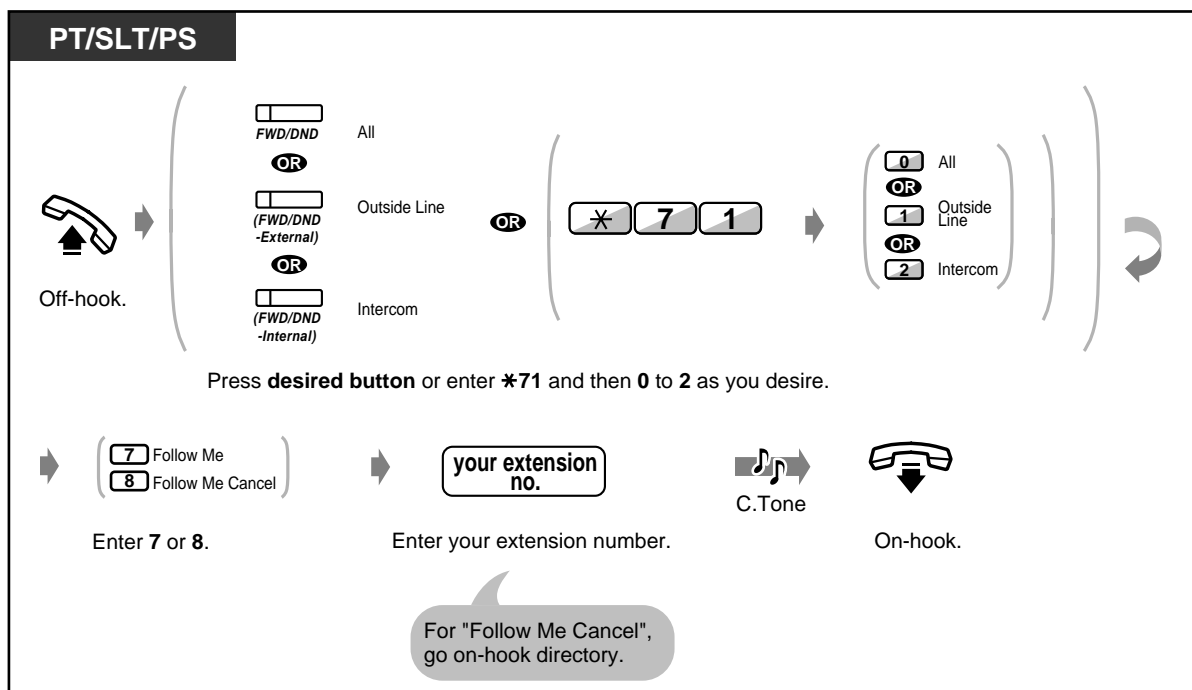 PT/SLT/PS
FWD/DND
All
OR
(FWD/DND
-External)
Outside Line
OR
(FWD/DND
-Internal)
Intercom
OR
*71
0 All
OR
1 Outside
Line
OR
2 Intercom
Off-hook.
Press desired button or enter *71 and then 0 to 2 as you desire.
7 Follow Me
8 Follow Me Cancel
Enter 7 or 8.
your extension
no.
Enter your extension number.
For "Follow Me Cancel",
go on-hook directory.
C.Tone
On-hook.